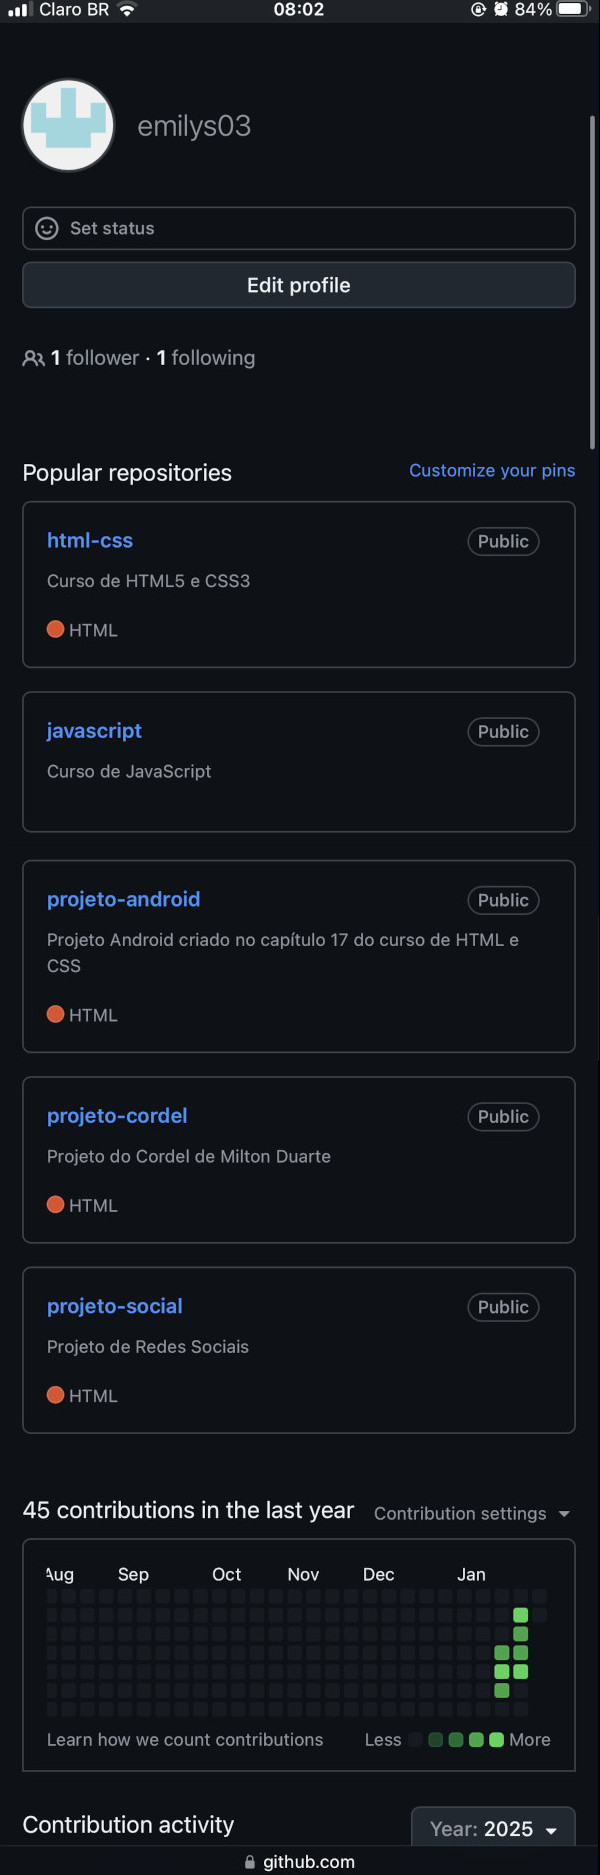 Claro BR 08:02 84%
emilys03
Set status
Edit profile
1 follower · 1 following
Popular repositories Customize your pins
html-css Public
Curso de HTML5 e CSS3
HTML
javascript Public
Curso de JavaScript
projeto-android Public
Projeto Android criado no capítulo 17 do curso de HTML e
CSS
HTML
projeto-cordel Public
Projeto do Cordel de Milton Duarte
HTML
projeto-social Public
Projeto de Redes Sociais
HTML
45 contributions in the last year Contribution settings
Aug Sep Oct Nov Dec Jan
Learn how we count contributions Less More
Contribution activity Year: 2025
github.com